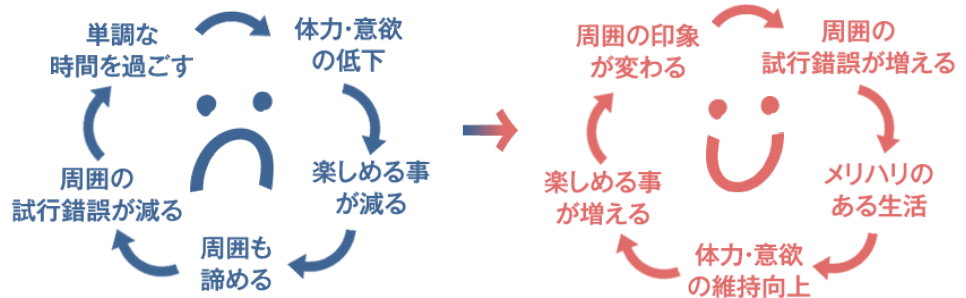 単調な
時間を過ごす
体力・意欲
の低下
楽しめる事
が減る
周囲も
諦める
周囲の
試行錯誤が減る
周囲の印象
が変わる
周囲の
試行錯誤が増える
メリハリの
ある生活
体力・意欲
の維持向上
楽しめる事
が増える